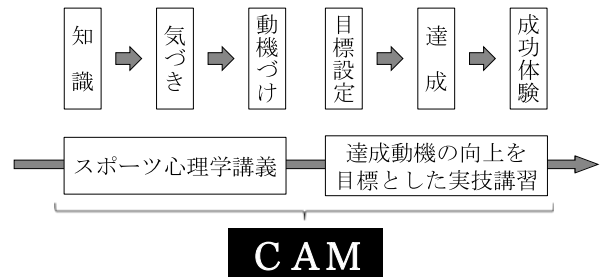 知識
気づき
動機づけ
目標設定
達成
成功体験
スポーツ心理学講義
達成動機の向上を
目標とした実技講習
CAM